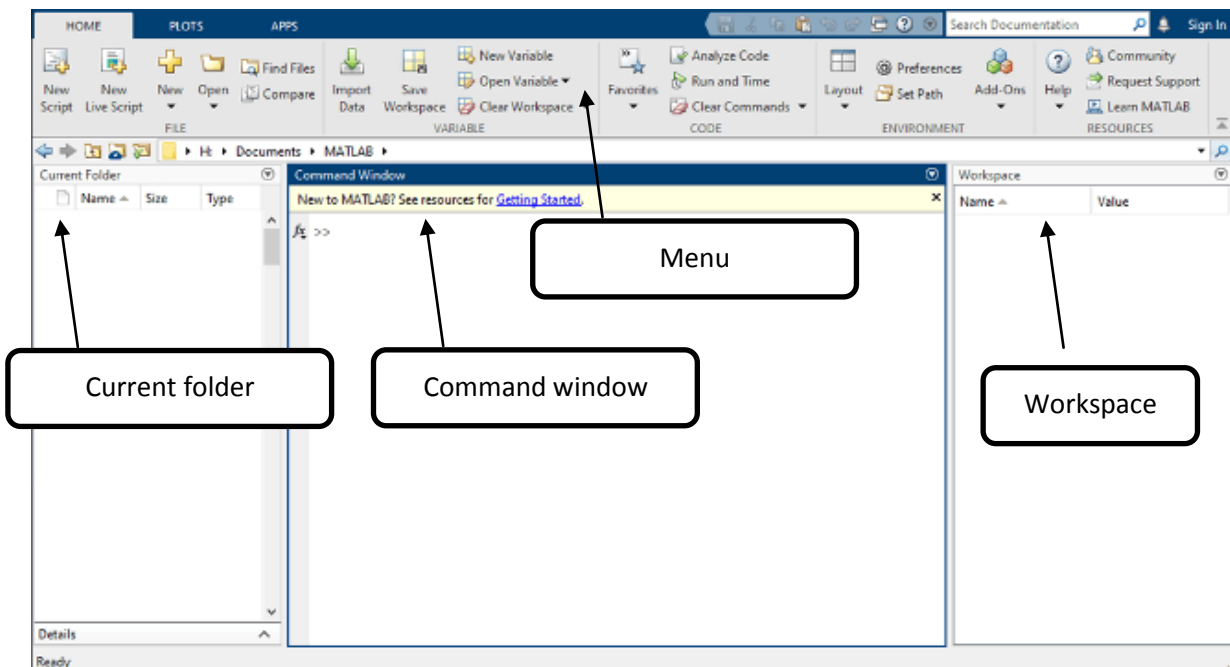 HOME PLOTS APPS Search Documentation Sign In
New Script
New Live Script
New
Open
Find Files
Compare
FILE
Import Data
Save Workspace
New Variable
Open Variable
Clear Workspace
VARIABLE
Favorites
Analyze Code
Run and Time
Clear Commands
CODE
Layout
Preferences
Set Path
Add-Ons
ENVIRONMENT
Help
Community
Request Support
Learn MATLAB
RESOURCES
H: Documents MATLAB
Current Folder
Name Size Type
Command Window
New to MATLAB? See resources for Getting Started.
fx >>
Workspace
Name Value
Menu
Current folder
Command window
Workspace
Details
Ready